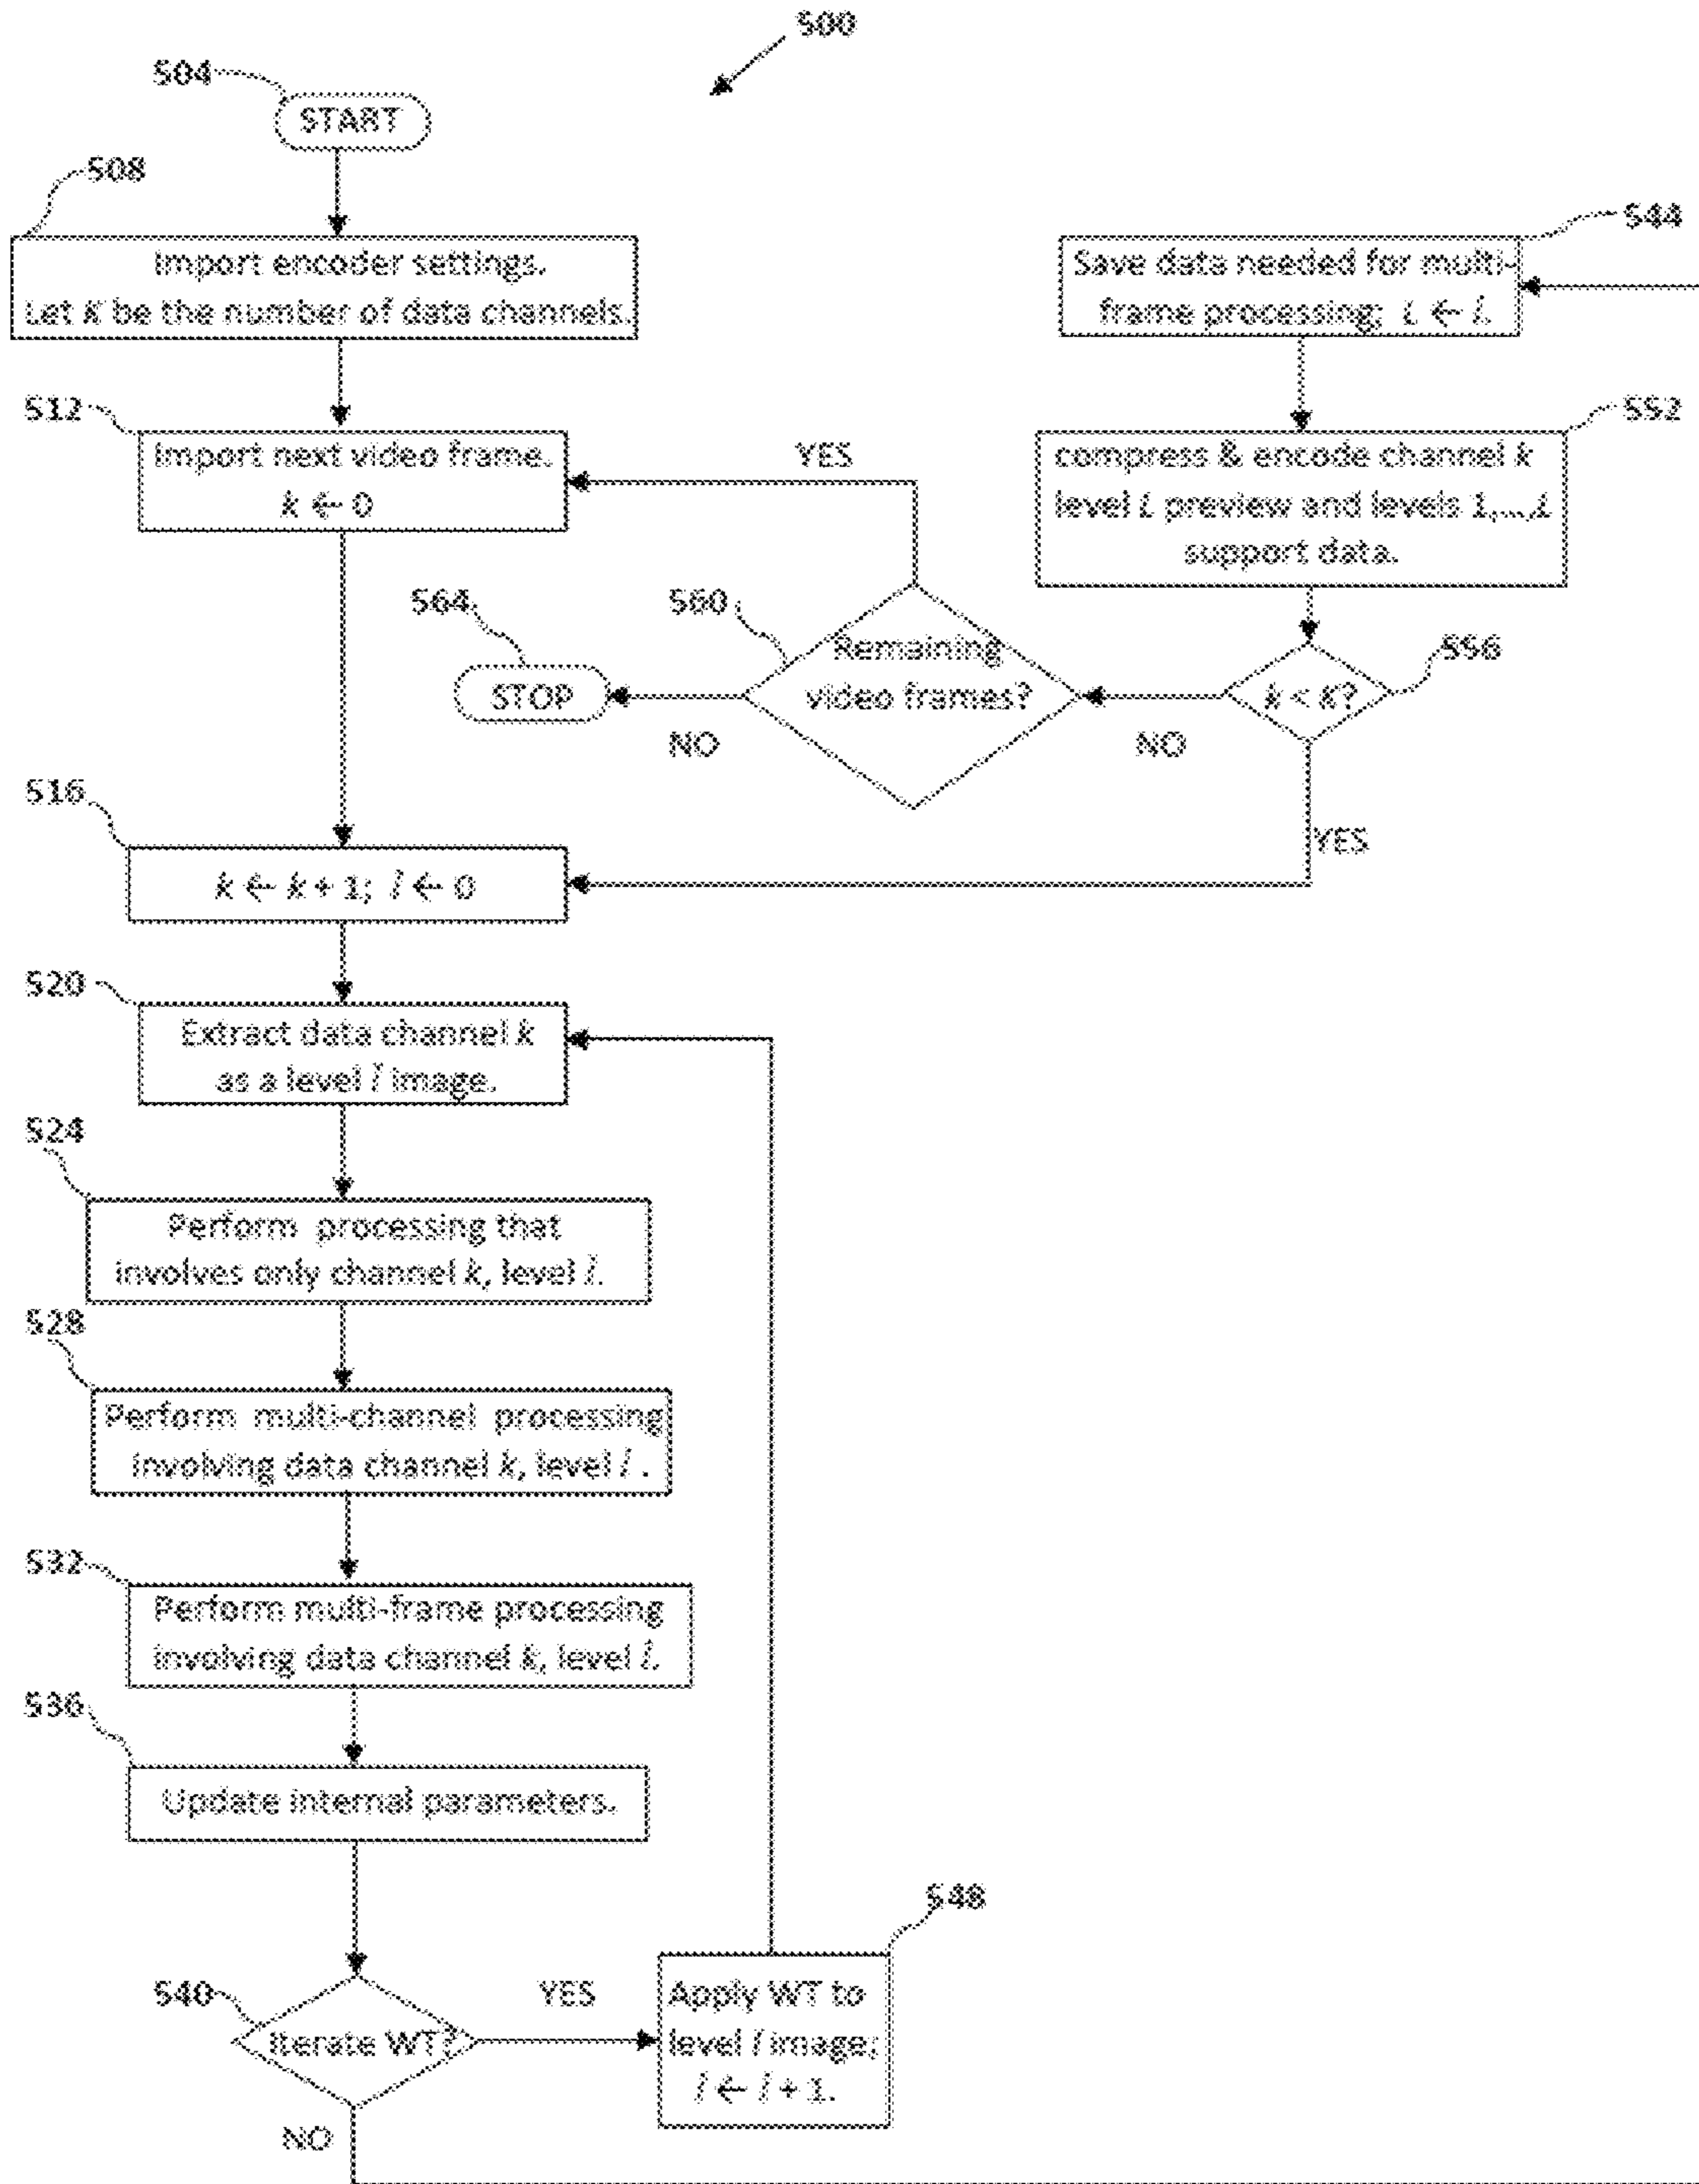 500
504
START
508
Import encoder settings.
Let K be the number of data channels.
512
Import next video frame.
k ← 0
YES
544
Save data needed for multi-
frame processing; L ← l.
552
compress & encode channel k
level L preview and levels 1,...,L
support data.
556
k < K?
NO
YES
560
Remaining
video frames?
NO
564
STOP
516
k ← k + 1; l ← 0
520
Extract data channel k
as a level l image.
524
Perform processing that
involves only channel k, level l.
528
Perform multi-channel processing
involving data channel k, level l .
532
Perform multi-frame processing
involving data channel k, level l.
536
Update internal parameters.
540
Iterate WT?
YES
NO
548
Apply WT to
level l image;
l ← l + 1.